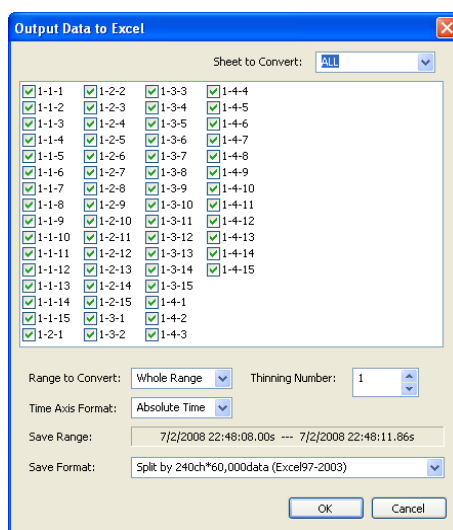 Output Data to Excel
Sheet to Convert: ALL
1-1-1 1-2-2 1-3-3 1-4-4
1-1-2 1-2-3 1-3-4 1-4-5
1-1-3 1-2-4 1-3-5 1-4-6
1-1-4 1-2-5 1-3-6 1-4-7
1-1-5 1-2-6 1-3-7 1-4-8
1-1-6 1-2-7 1-3-8 1-4-9
1-1-7 1-2-8 1-3-9 1-4-10
1-1-8 1-2-9 1-3-10 1-4-11
1-1-9 1-2-10 1-3-11 1-4-12
1-1-10 1-2-11 1-3-12 1-4-13
1-1-11 1-2-12 1-3-13 1-4-14
1-1-12 1-2-13 1-3-14 1-4-15
1-1-13 1-2-14 1-3-15
1-1-14 1-2-15 1-4-1
1-1-15 1-3-1 1-4-2
1-2-1 1-3-2 1-4-3
Range to Convert: Whole Range Thinning Number: 1
Time Axis Format: Absolute Time
Save Range: 7/2/2008 22:48:08.00s --- 7/2/2008 22:48:11.86s
Save Format: Split by 240ch*60,000data (Excel97-2003)
OK Cancel